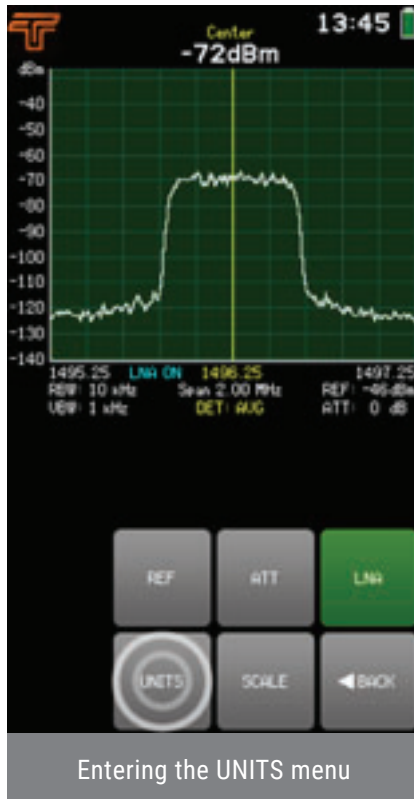 13:45
Center
-72dBm
dBm
-40
-50
-60
-70
-80
-90
-100
-110
-120
-130
-140
1495.25 LNA ON 1496.25 1497.25
RBW: 10 kHz Span 2.00 MHz REF: -46dBm
VBW: 1 kHz DET: AVG ATT: 0 dB
REF ATT LNA
UNITS SCALE ◀BACK
Entering the UNITS menu